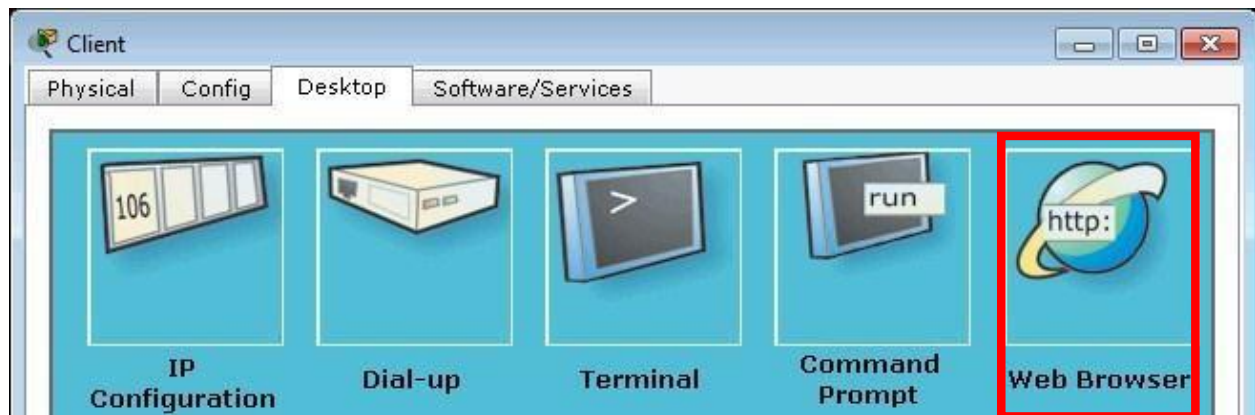 Client
Physical Config Desktop Software/Services
106
>
run
http:
IP Configuration
Dial-up
Terminal
Command Prompt
Web Browser